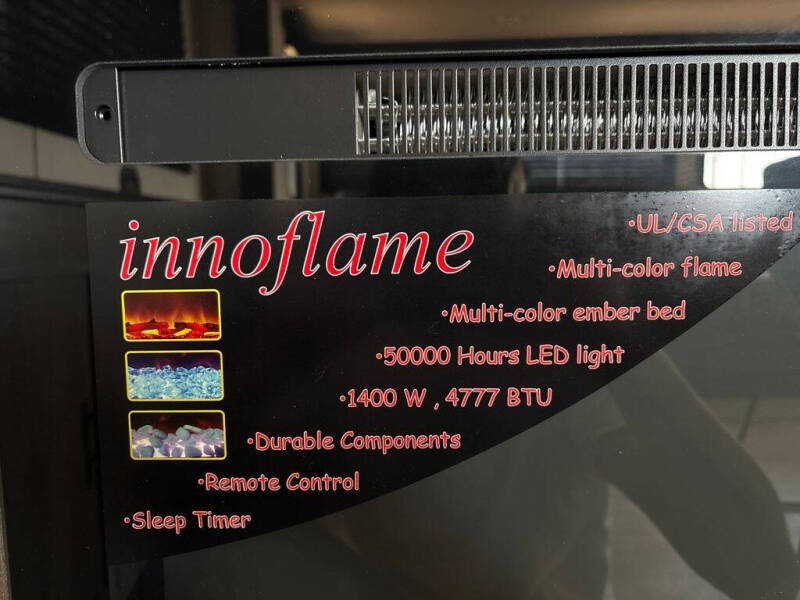 innoflame
·UL/CSA listed
·Multi-color flame
·Multi-color ember bed
·50000 Hours LED light
·1400 W , 4777 BTU
·Durable Components
·Remote Control
·Sleep Timer